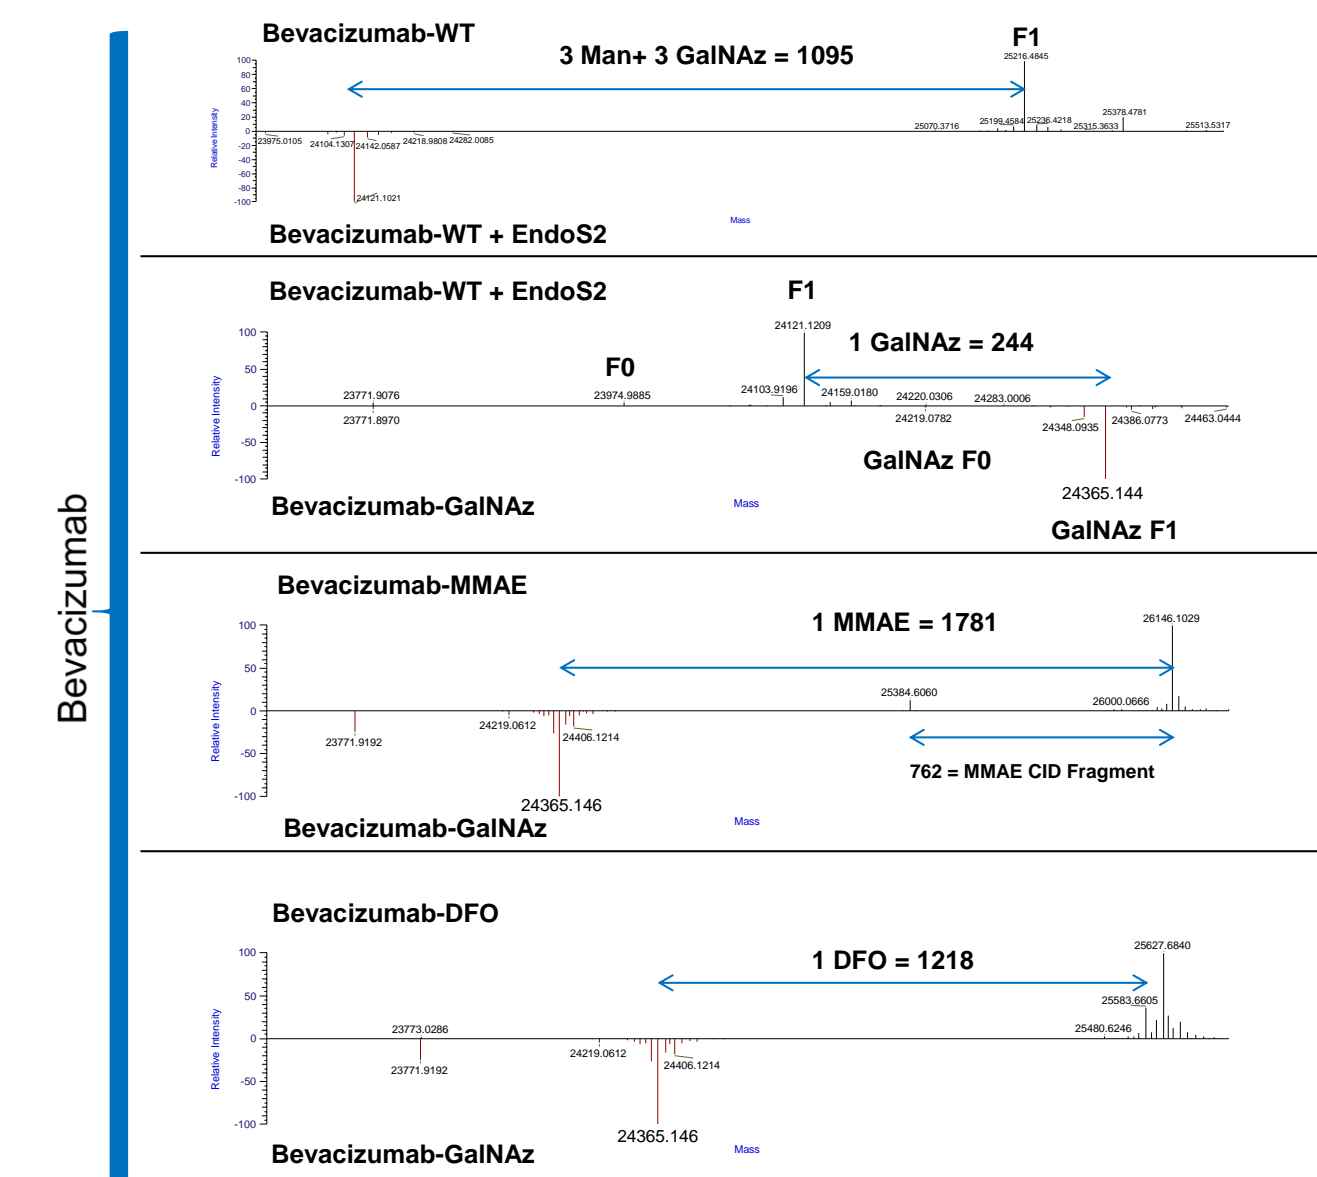 Bevacizumab
Bevacizumab-WT
3 Man+ 3 GalNAz = 1095
F1
25216.4845
100
80
60
40
20
0
-20
-40
-60
-80
-100
Relative Intensity
23975.0105
24104.1307
24142.0587
24218.9808
24282.0085
24121.1021
25070.3716
25199.4584
25236.4218
25315.3633
25378.4781
25513.5317
Mass
Bevacizumab-WT + EndoS2
Bevacizumab-WT + EndoS2
F1
24121.1209
1 GalNAz = 244
F0
100
50
0
-50
-100
Relative Intensity
23771.9076
23771.8970
23974.9885
24103.9196
24159.0180
24220.0306
24219.0782
24283.0006
24348.0935
24386.0773
24463.0444
GalNAz F0
24365.144
GalNAz F1
Mass
Bevacizumab-GalNAz
Bevacizumab-MMAE
1 MMAE = 1781
26146.1029
100
50
0
-50
-100
Relative Intensity
25384.6060
26000.0666
23771.9192
24219.0612
24406.1214
762 = MMAE CID Fragment
24365.146
Mass
Bevacizumab-GalNAz
Bevacizumab-DFO
1 DFO = 1218
25627.6840
100
50
0
-50
-100
Relative Intensity
25583.6605
25480.6246
23773.0286
23771.9192
24219.0612
24406.1214
24365.146
Mass
Bevacizumab-GalNAz